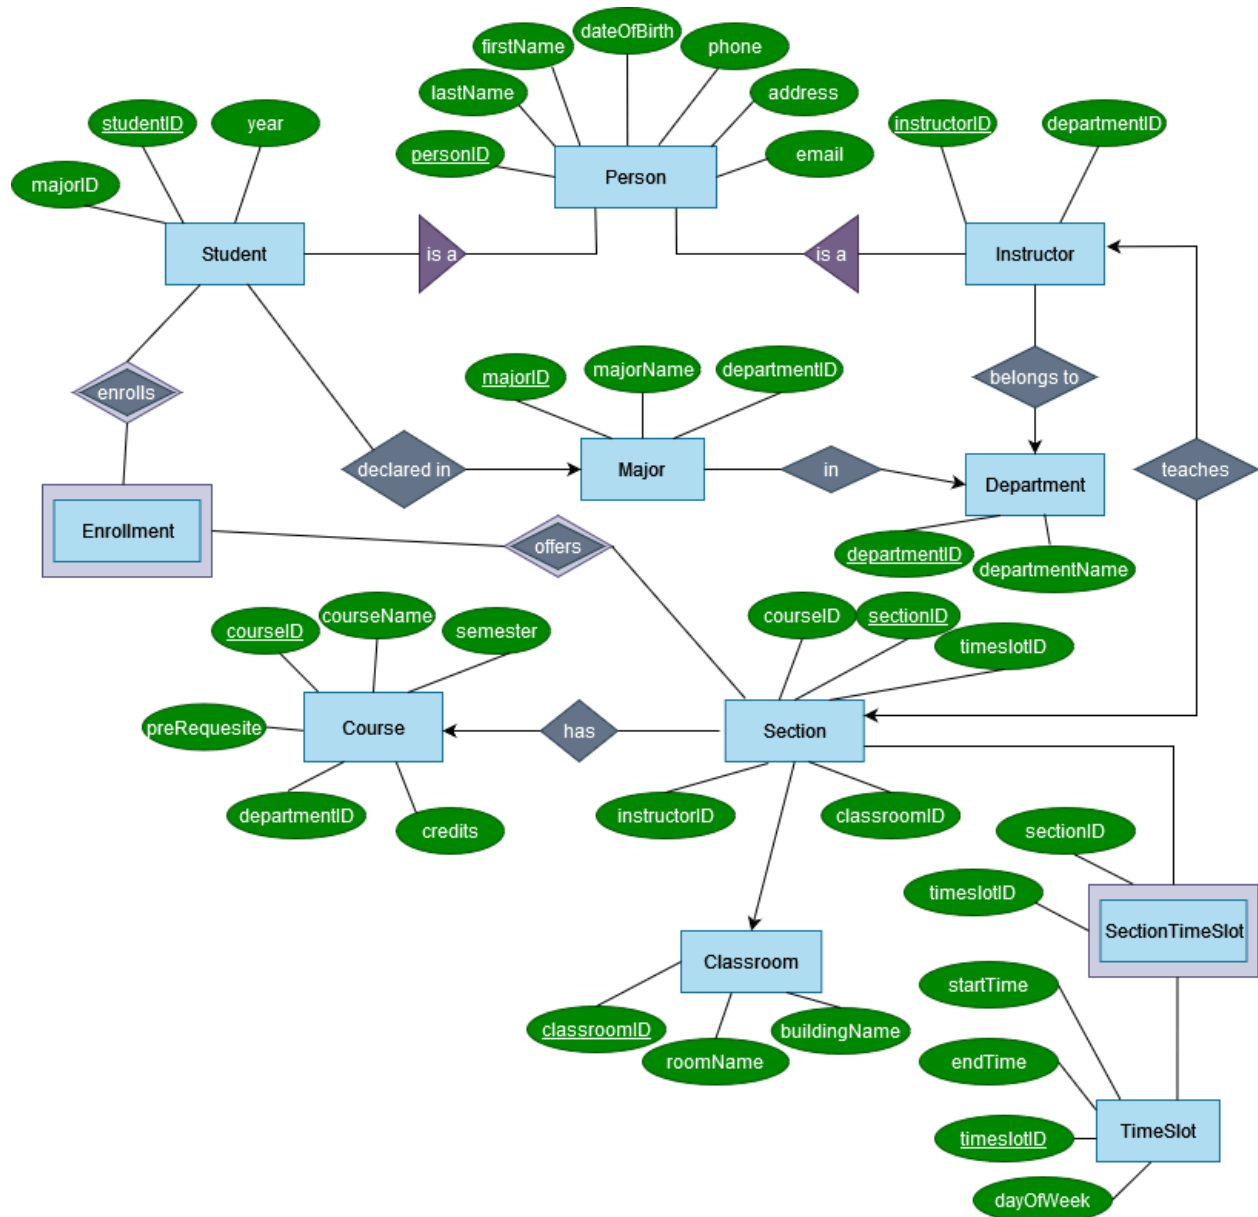 dateOfBirth
firstName
phone
lastName
address
studentID
year
instructorID
departmentID
personID
email
majorID
Person
Student
is a
is a
Instructor
majorID
majorName
departmentID
enrolls
belongs to
declared in
Major
in
teaches
Department
Enrollment
offers
departmentID
departmentName
courseID
courseName
semester
courseID
sectionID
timeslotID
preRequesite
Course
has
Section
departmentID
credits
instructorID
classroomID
sectionID
timeslotID
SectionTimeSlot
Classroom
startTime
classroomID
buildingName
roomName
endTime
timeslotID
TimeSlot
dayOfWeek